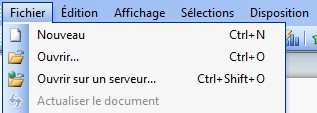 Fichier Édition Affichage Sélections Disposition
Nouveau Ctrl+N
Ouvrir... Ctrl+O
Ouvrir sur un serveur... Ctrl+Shift+O
Actualiser le document